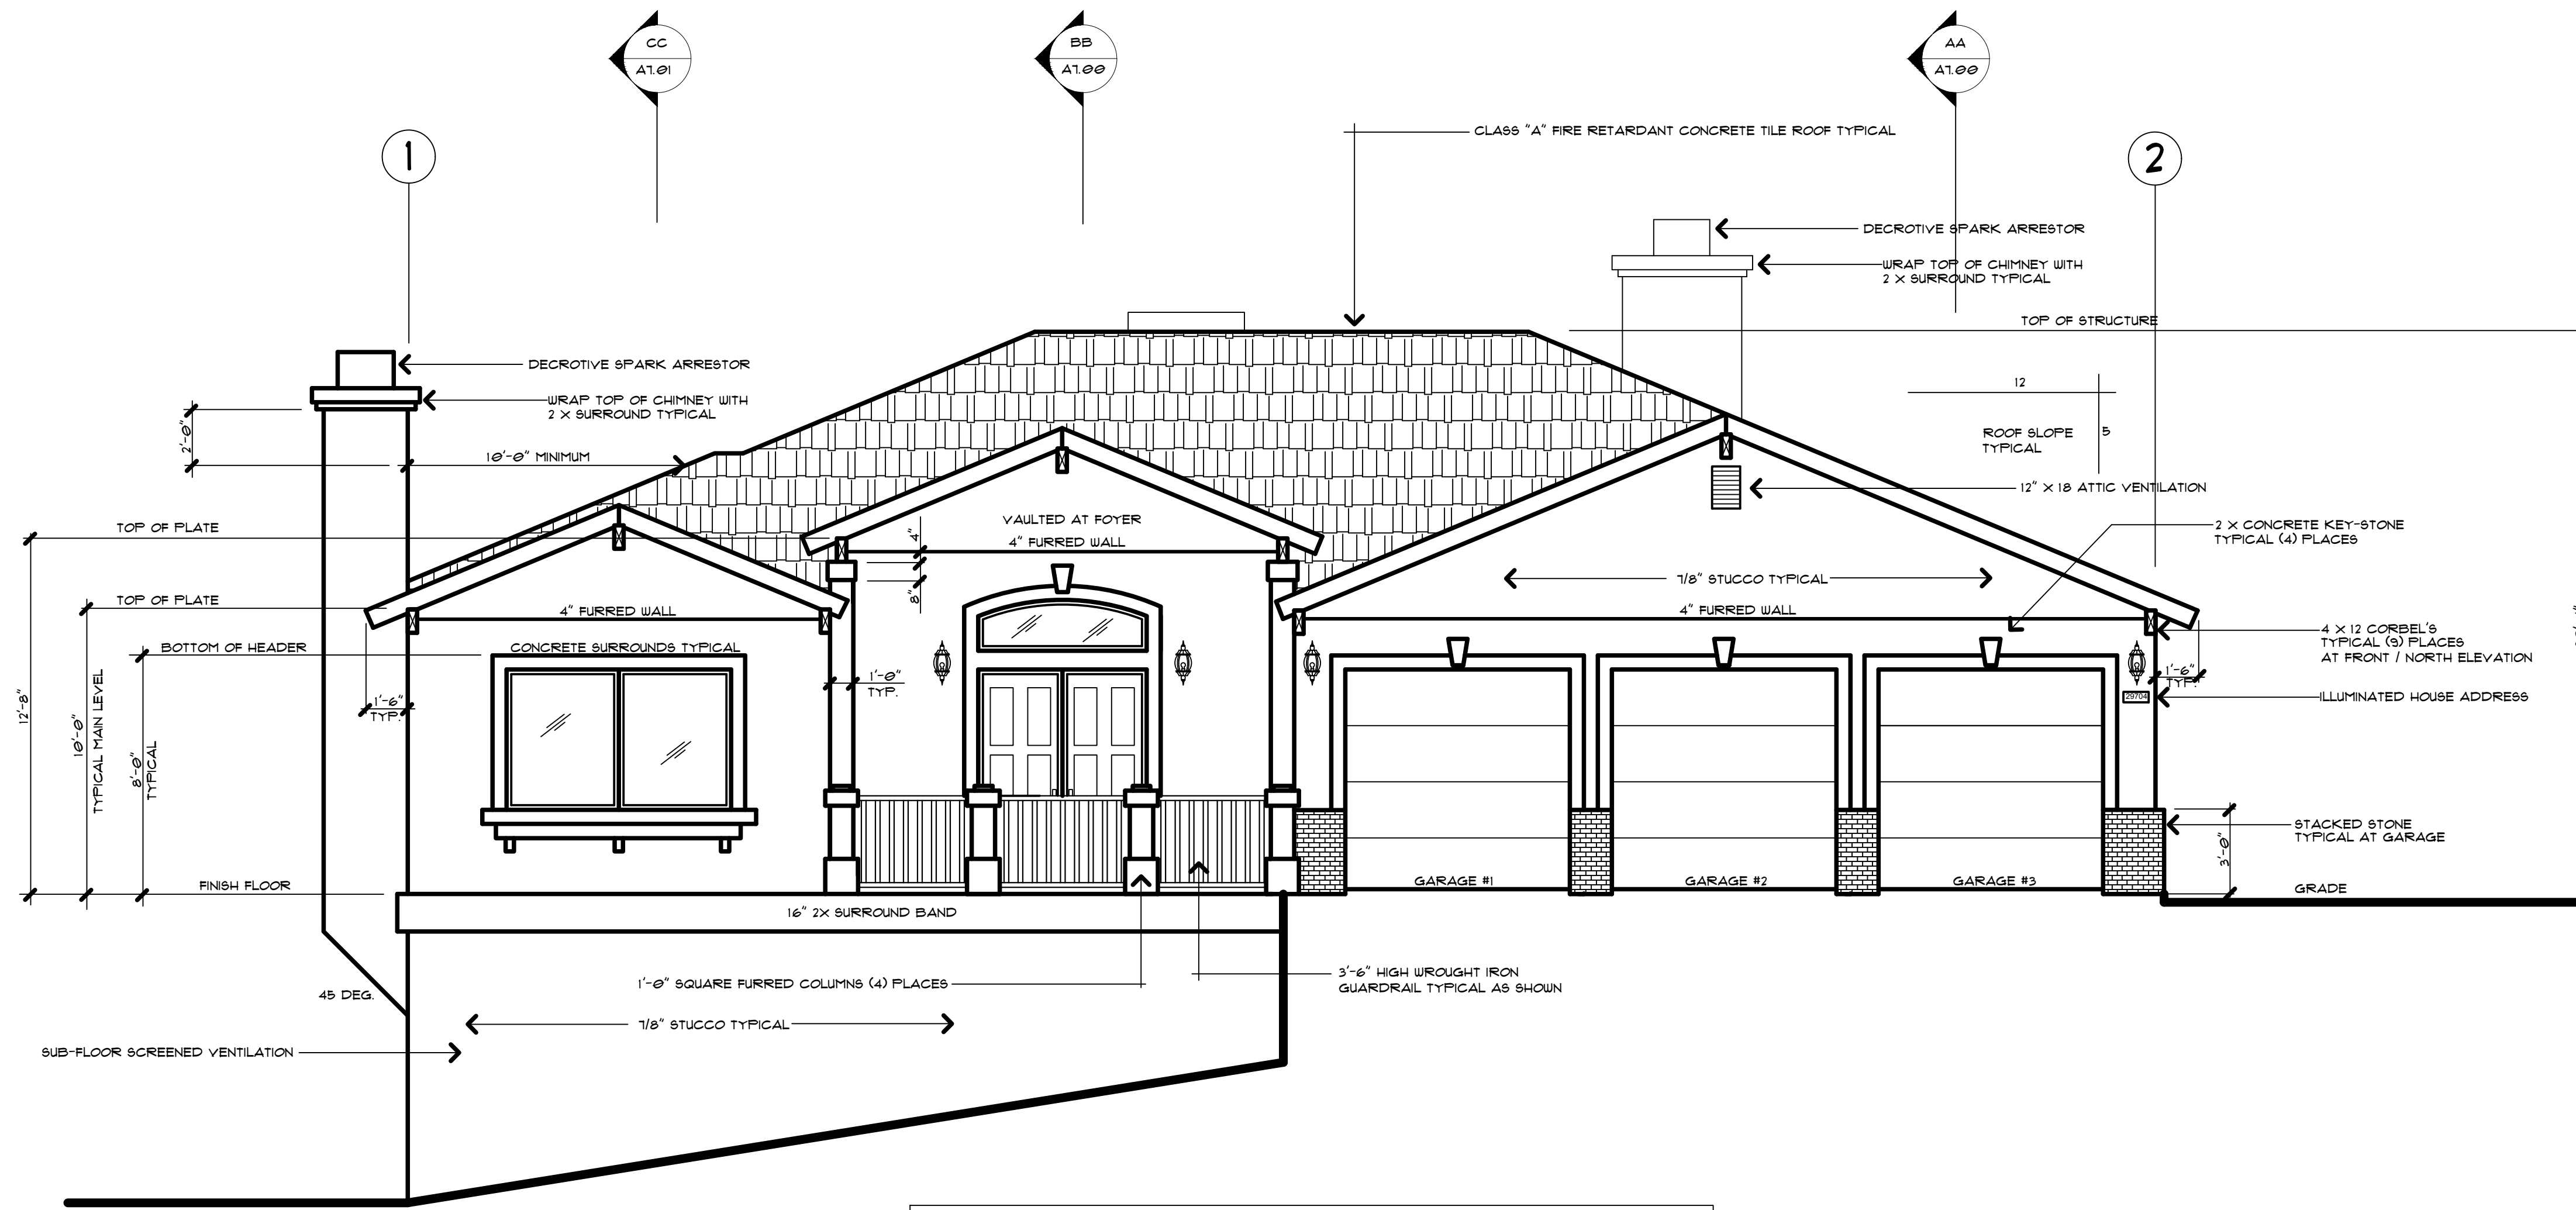 CC
A7.01
BB
A7.00
AA
A7.00
1
2
CLASS "A" FIRE RETARDANT CONCRETE TILE ROOF TYPICAL
DECROTIVE SPARK ARRESTOR
WRAP TOP OF CHIMNEY WITH
2 X SURROUND TYPICAL
TOP OF STRUCTURE
DECROTIVE SPARK ARRESTOR
WRAP TOP OF CHIMNEY WITH
2 X SURROUND TYPICAL
2'-0"
10'-0" MINIMUM
12
5
ROOF SLOPE
TYPICAL
12" X 18 ATTIC VENTILATION
TOP OF PLATE
VAULTED AT FOYER
4" FURRED WALL
4"
8"
2 X CONCRETE KEY-STONE
TYPICAL (4) PLACES
7/8" STUCCO TYPICAL
TOP OF PLATE
4" FURRED WALL
4" FURRED WALL
BOTTOM OF HEADER
CONCRETE SURROUNDS TYPICAL
4 X 12 CORBEL'S
TYPICAL (9) PLACES
AT FRONT / NORTH ELEVATION
1'-6"
TYP.
1'-0"
TYP.
1'-6"
TYP.
29704
ILLUMINATED HOUSE ADDRESS
12'-8"
10'-0"
TYPICAL MAIN LEVEL
8'-0"
TYPICAL
STACKED STONE
TYPICAL AT GARAGE
3'-0"
FINISH FLOOR
GARAGE #1
GARAGE #2
GARAGE #3
GRADE
16" 2X SURROUND BAND
1'-0" SQUARE FURRED COLUMNS (4) PLACES
3'-6" HIGH WROUGHT IRON
GUARDRAIL TYPICAL AS SHOWN
45 DEG.
7/8" STUCCO TYPICAL
SUB-FLOOR SCREENED VENTILATION